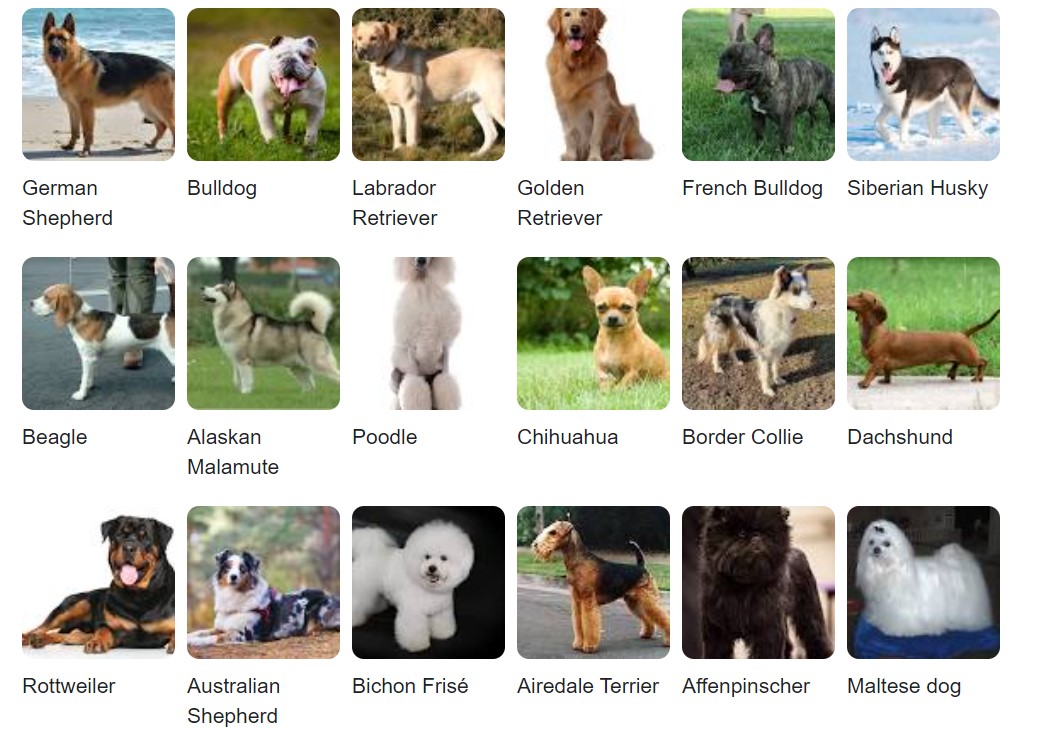 German
Shepherd
Bulldog
Labrador
Retriever
Golden
Retriever
French Bulldog
Siberian Husky
Beagle
Alaskan
Malamute
Poodle
Chihuahua
Border Collie
Dachshund
Rottweiler
Australian
Shepherd
Bichon Frisé
Airedale Terrier
Affenpinscher
Maltese dog